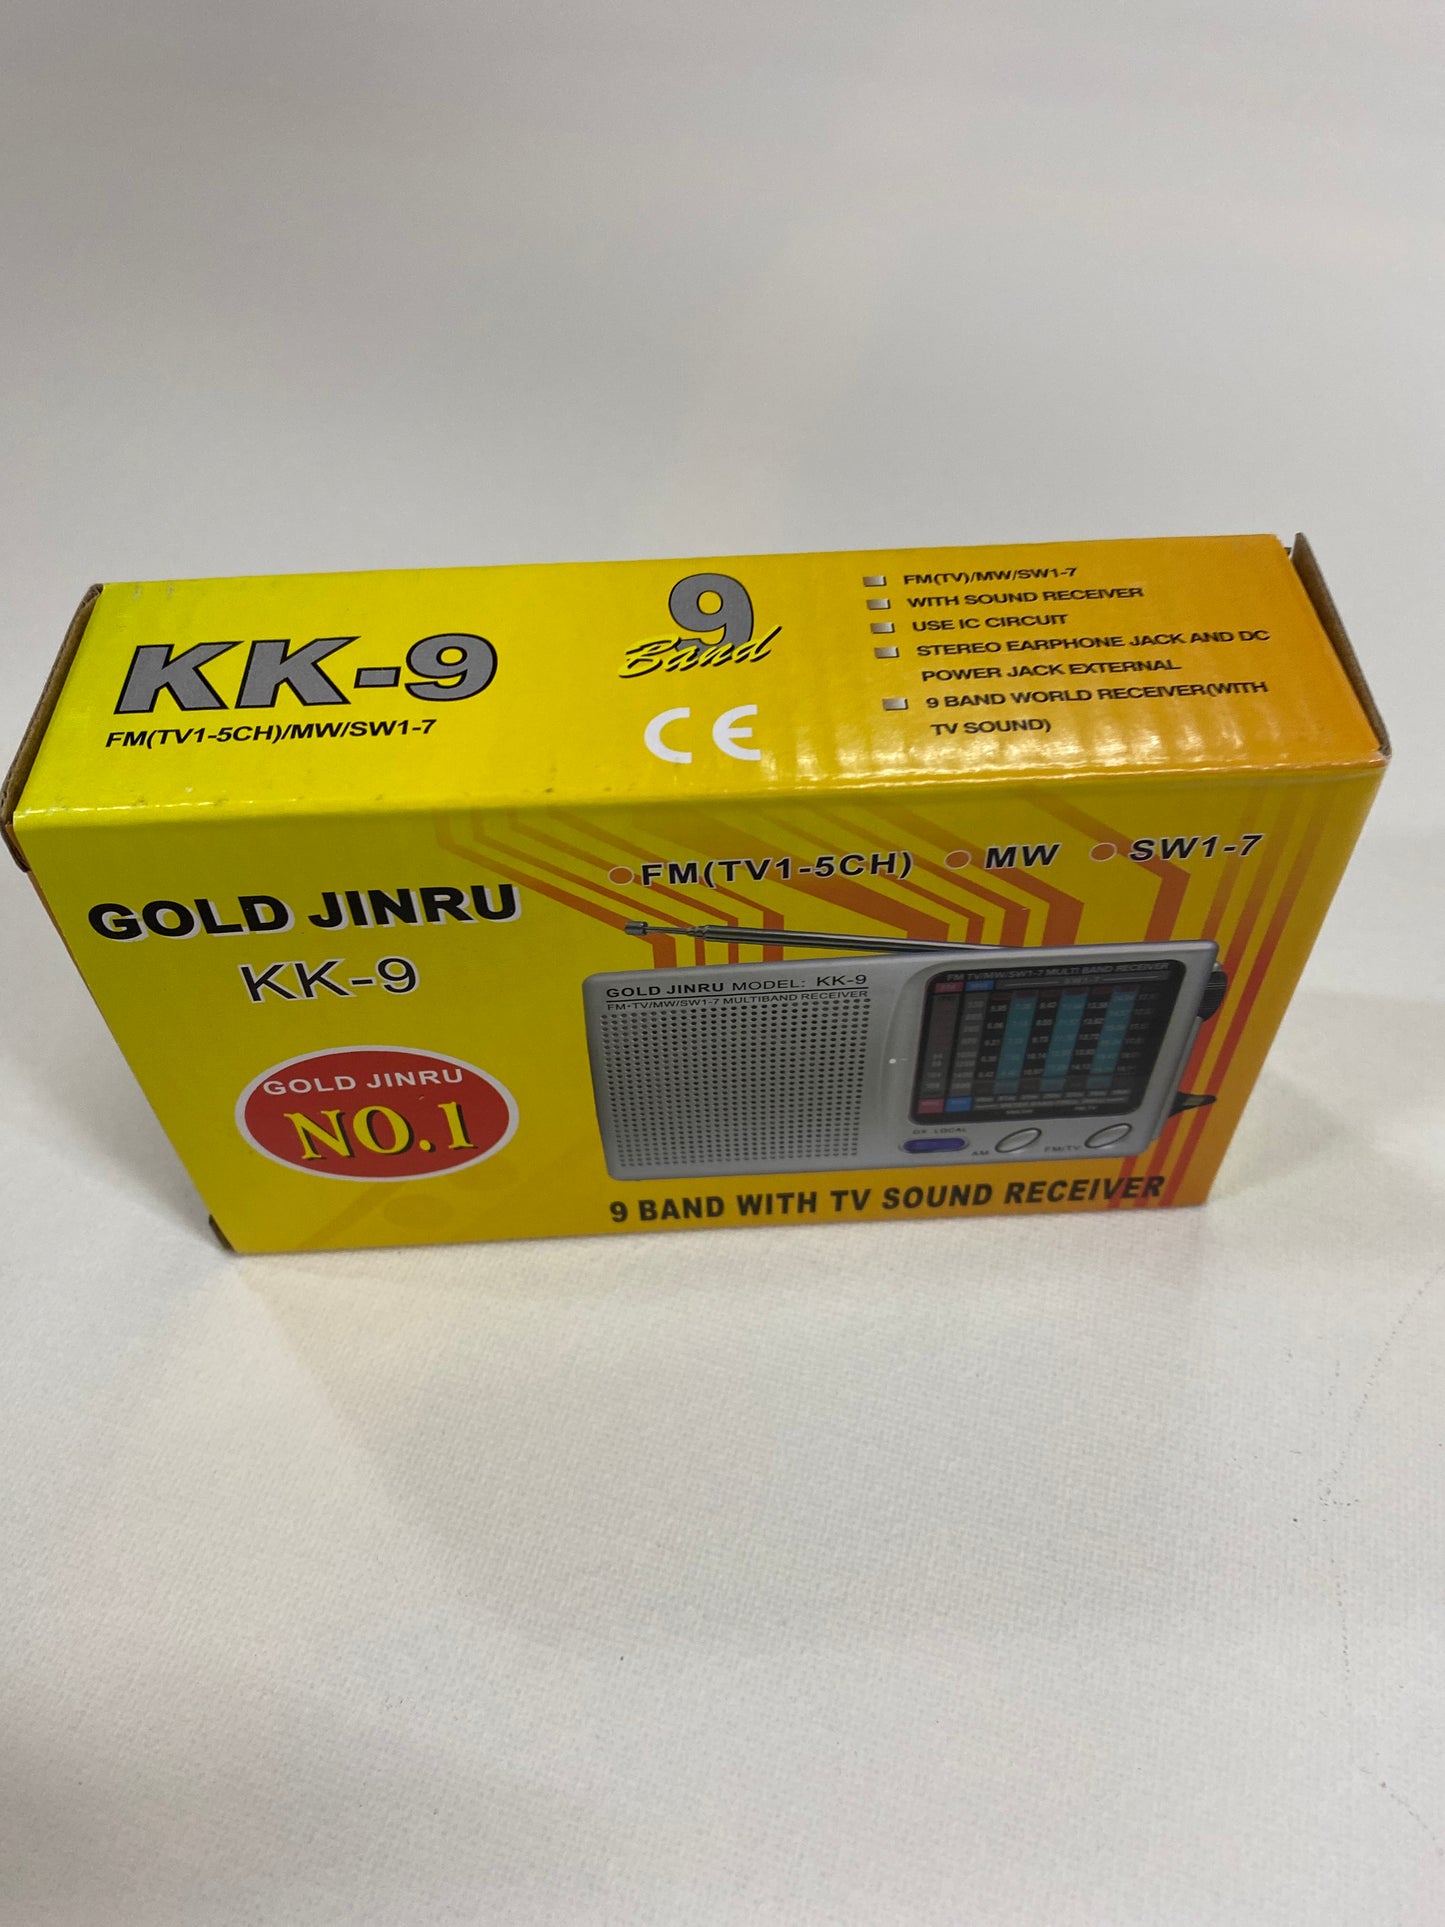 KK-9
FM(TV1-5CH)/MW/SW1-7
9
Band
CE
FM(TV)/MW/SW1-7
WITH SOUND RECEIVER
USE IC CIRCUIT
STEREO EARPHONE JACK AND DC
POWER JACK EXTERNAL
9 BAND WORLD RECEIVER(WITH
TV SOUND)
FM(TV1-5CH) MW SW1-7
GOLD JINRU
KK-9
GOLD JINRU
NO.1
GOLD JINRU MODEL: KK-9
FM•TV/MW/SW1-7 MULTIBAND RECEIVER
FM TV/MW/SW1-7 MULTI BAND RECEIVER
DX LOCAL
AM
FM/TV
9 BAND WITH TV SOUND RECEIVER